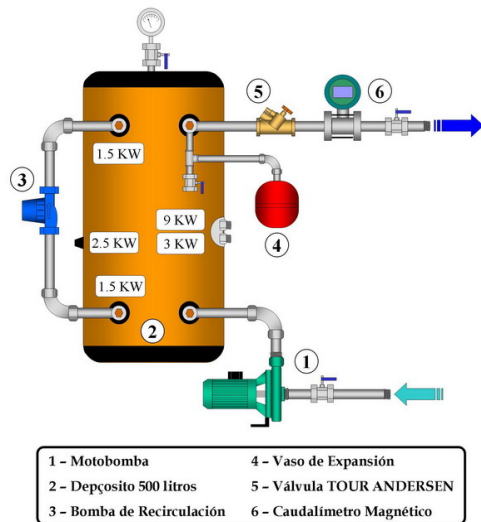 5
6
1.5 KW
3
9 KW
4
2.5 KW
3 KW
1.5 KW
2
1
1 – Motobomba
2 – Depçosito 500 litros
3 – Bomba de Recirculación
4 – Vaso de Expansión
5 – Válvula TOUR ANDERSEN
6 – Caudalímetro Magnético